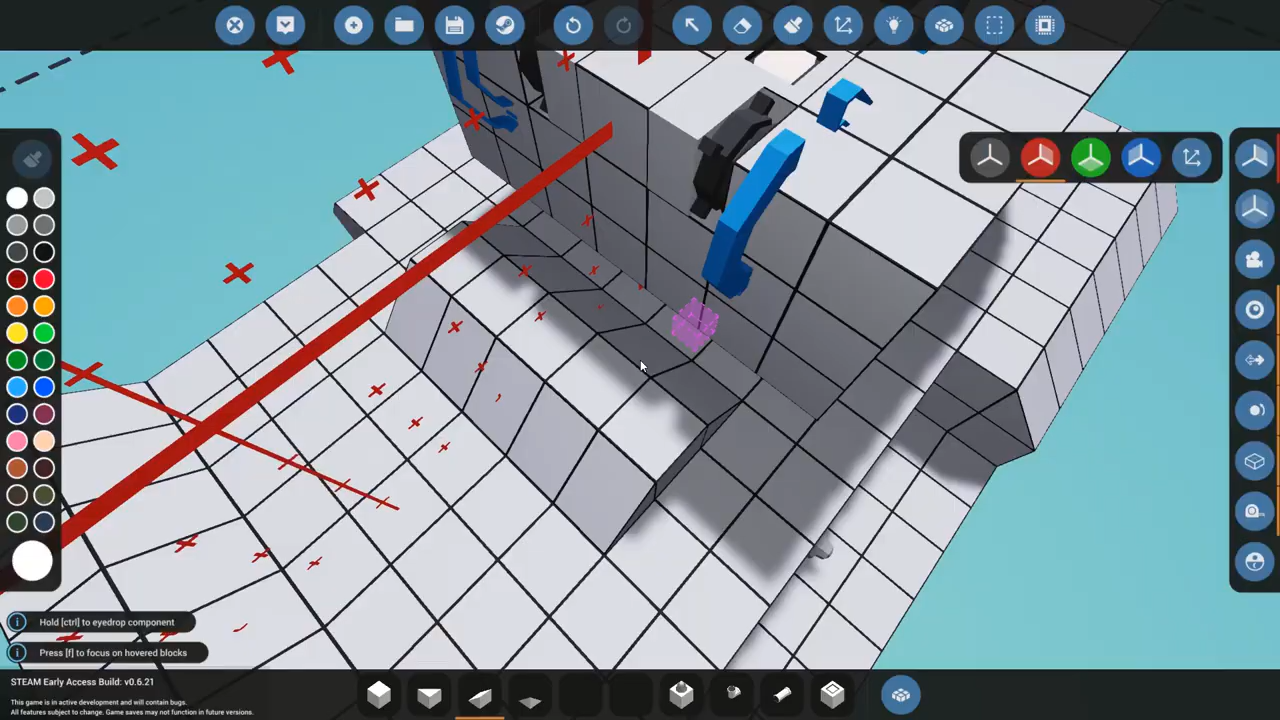 Hold [ctrl] to eyedrop component
Press [f] to focus on hovered blocks
STEAM Early Access Build: v0.6.21
This game is in active development and will contain bugs.
All features subject to change. Game saves may not function in future versions.